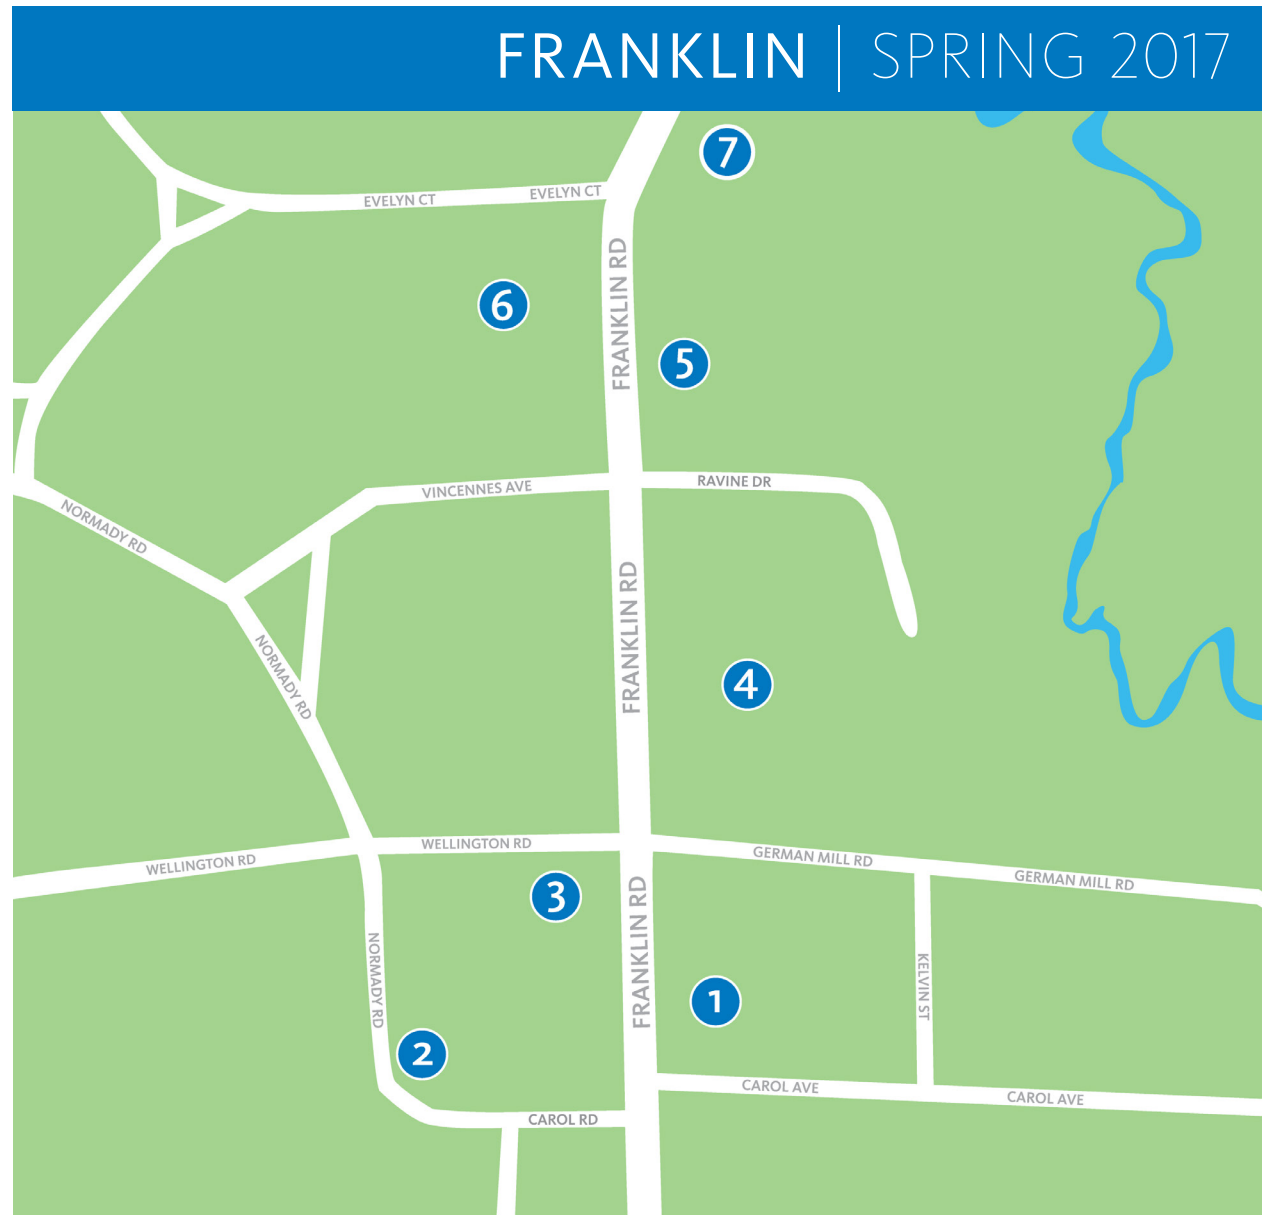 FRANKLIN | SPRING 2017
7
EVELYN CT
EVELYN CT
FRANKLIN RD
6
5
VINCENNES AVE
RAVINE DR
NORMADY RD
FRANKLIN RD
NORMADY RD
4
WELLINGTON RD
WELLINGTON RD
GERMAN MILL RD
GERMAN MILL RD
3
FRANKLIN RD
NORMADY RD
KELVIN ST
1
2
CAROL AVE
CAROL AVE
CAROL RD